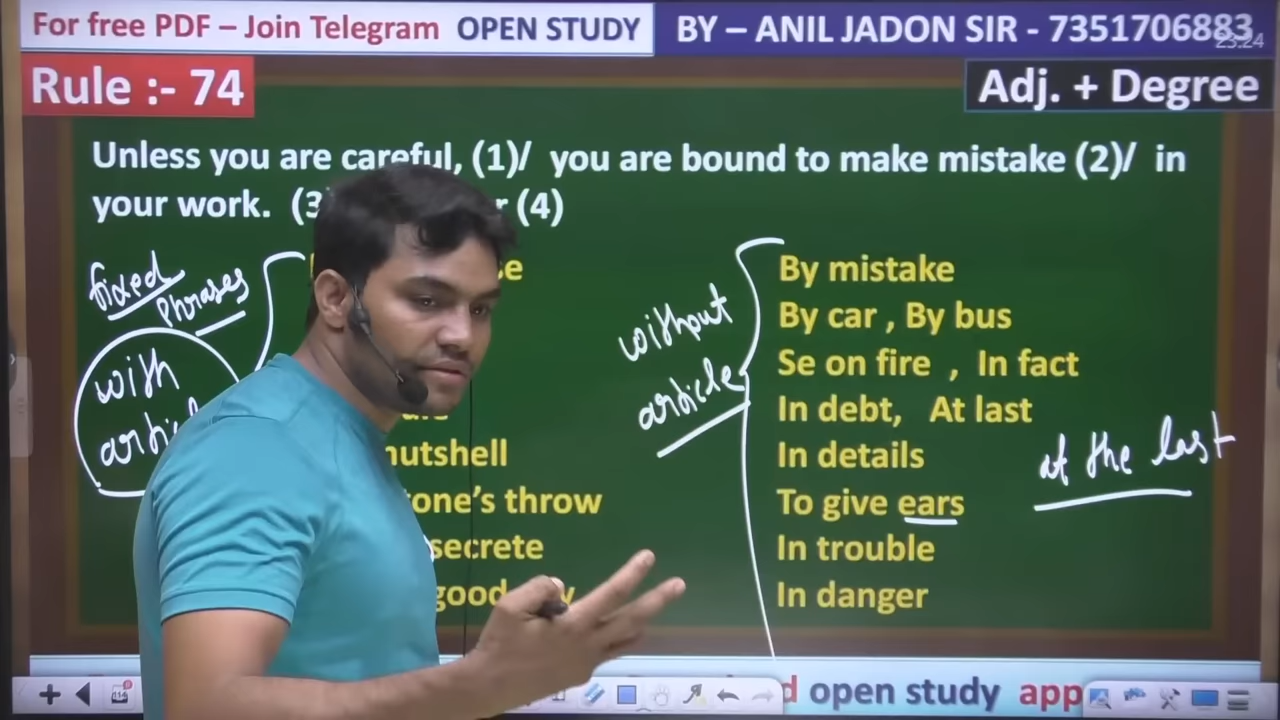 For free PDF – Join Telegram OPEN STUDY BY – ANIL JADON SIR - 7351706883
23:24
Rule :- 74
Adj. + Degree
Unless you are careful, (1)/ you are bound to make mistake (2)/ in
your work. (3) (4)
fixed
Phrases
with
without
article
nutshell
throw
secrete
good
By mistake
By car , By bus
Se on fire , In fact
In debt, At last
In details
To give ears
In trouble
In danger
at the last
open study app